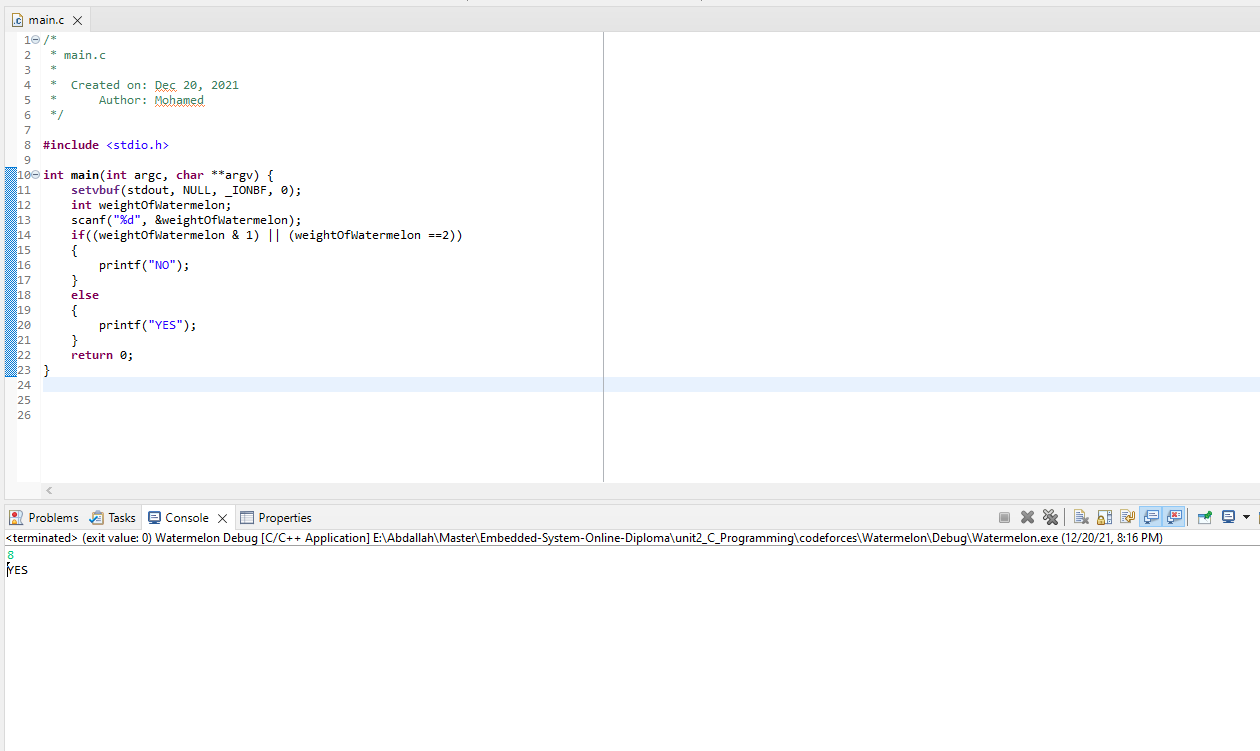 main.c
1 /*
2  * main.c
3  *
4  *  Created on: Dec 20, 2021
5  *      Author: Mohamed
6  */
7
8 #include <stdio.h>
9
10 int main(int argc, char **argv) {
11     setvbuf(stdout, NULL, _IONBF, 0);
12     int weightOfWatermelon;
13     scanf("%d", &weightOfWatermelon);
14     if((weightOfWatermelon & 1) || (weightOfWatermelon ==2))
15     {
16         printf("NO");
17     }
18     else
19     {
20         printf("YES");
21     }
22     return 0;
23 }
24
25
26
Problems Tasks Console Properties
<terminated> (exit value: 0) Watermelon Debug [C/C++ Application] E:\Abdallah\Master\Embedded-System-Online-Diploma\unit2_C_Programming\codeforces\Watermelon\Debug\Watermelon.exe (12/20/21, 8:16 PM)
8
YES